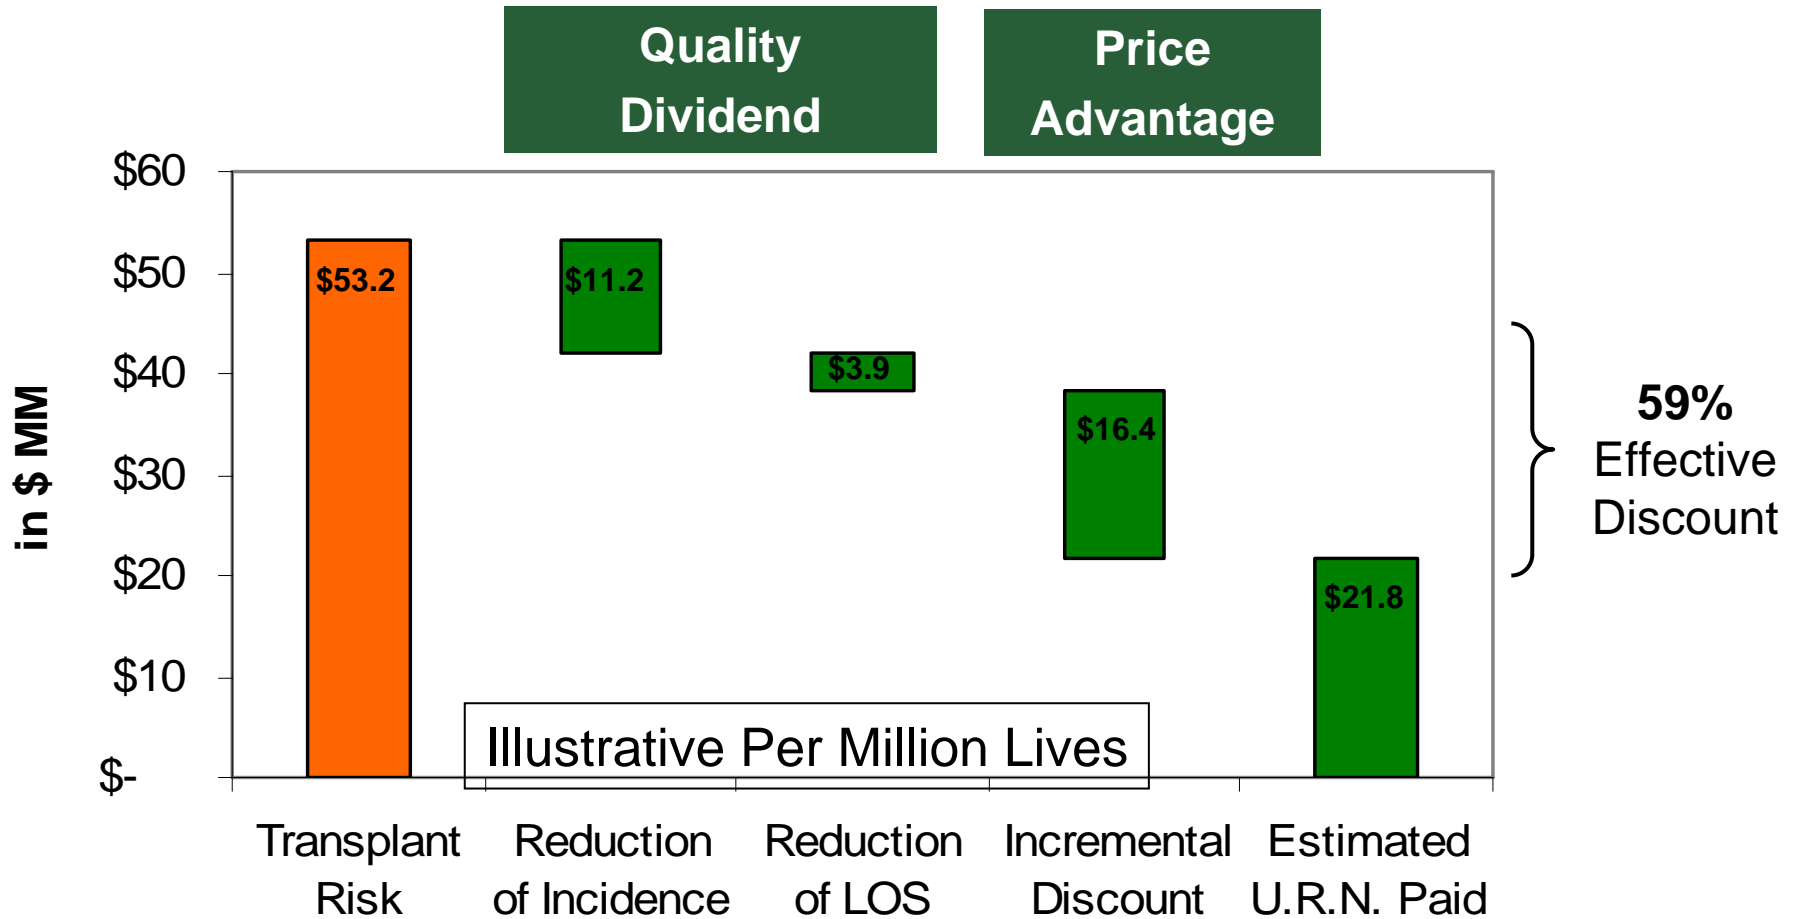 Quality
Dividend
Price
Advantage
in $ MM
$60
$50
$40
$30
$20
$10
$-
$53.2
$11.2
$3.9
$16.4
$21.8
59%
Effective
Discount
Illustrative Per Million Lives
Transplant
Risk
Reduction
of Incidence
Reduction
of LOS
Incremental
Discount
Estimated
U.R.N. Paid